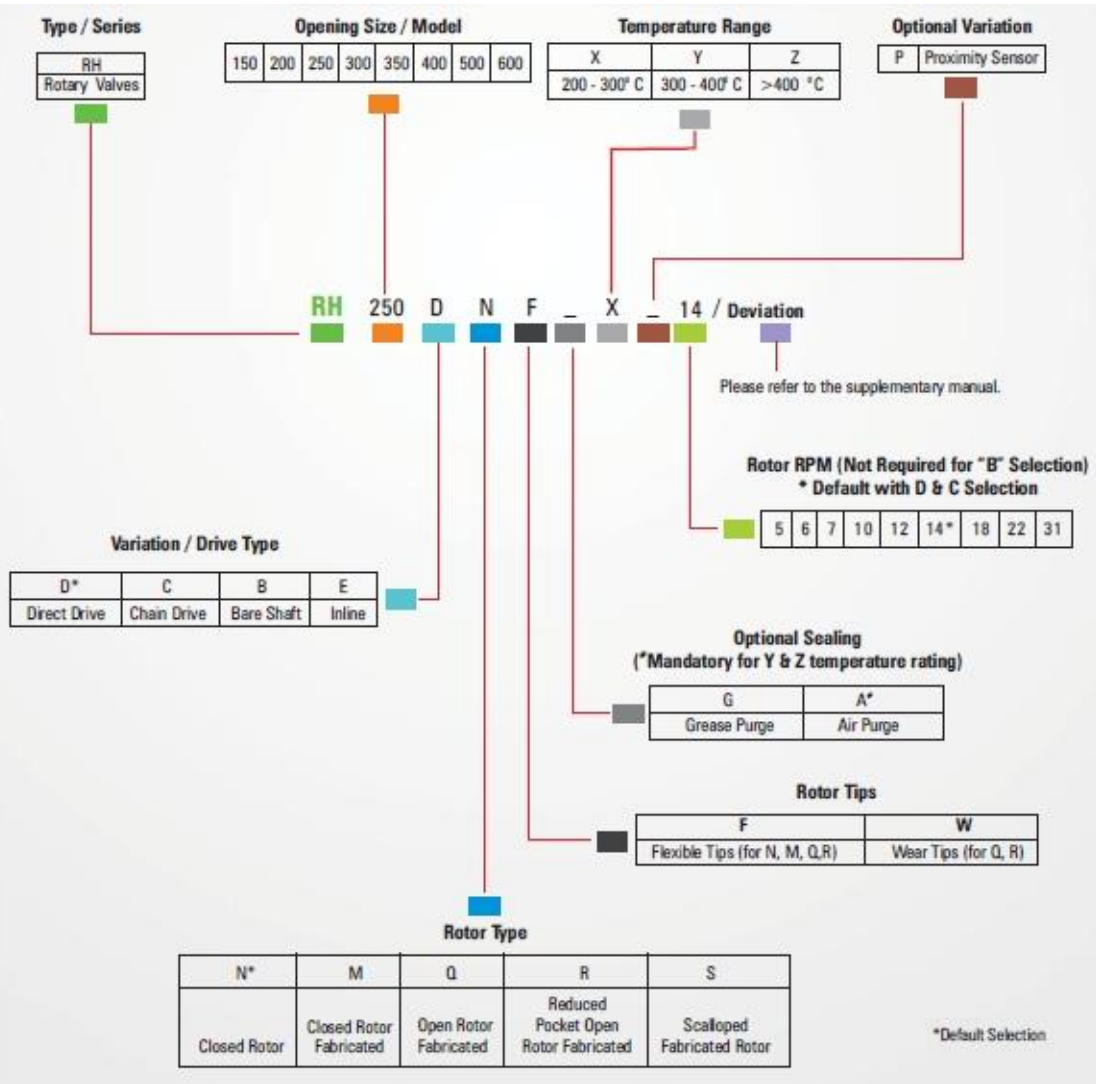 Type / Series
RH
Rotary Valves
Opening Size / Model
150 200 250 300 350 400 500 600
Temperature Range
X Y Z
200 - 300° C 300 - 400° C >400 °C
Optional Variation
P Proximity Sensor
RH 250 D N F _ X _ 14 / Deviation
Please refer to the supplementary manual.
Rotor RPM (Not Required for "B" Selection)
* Default with D & C Selection
5 6 7 10 12 14* 18 22 31
Variation / Drive Type
D* C B E
Direct Drive Chain Drive Bare Shaft Inline
Optional Sealing
(#Mandatory for Y & Z temperature rating)
G A#
Grease Purge Air Purge
Rotor Tips
F W
Flexible Tips (for N, M, Q,R) Wear Tips (for Q, R)
Rotor Type
N* M Q R S
Closed Rotor
Closed Rotor
Fabricated
Open Rotor
Fabricated
Reduced
Pocket Open
Rotor Fabricated
Scalloped
Fabricated Rotor
*Default Selection